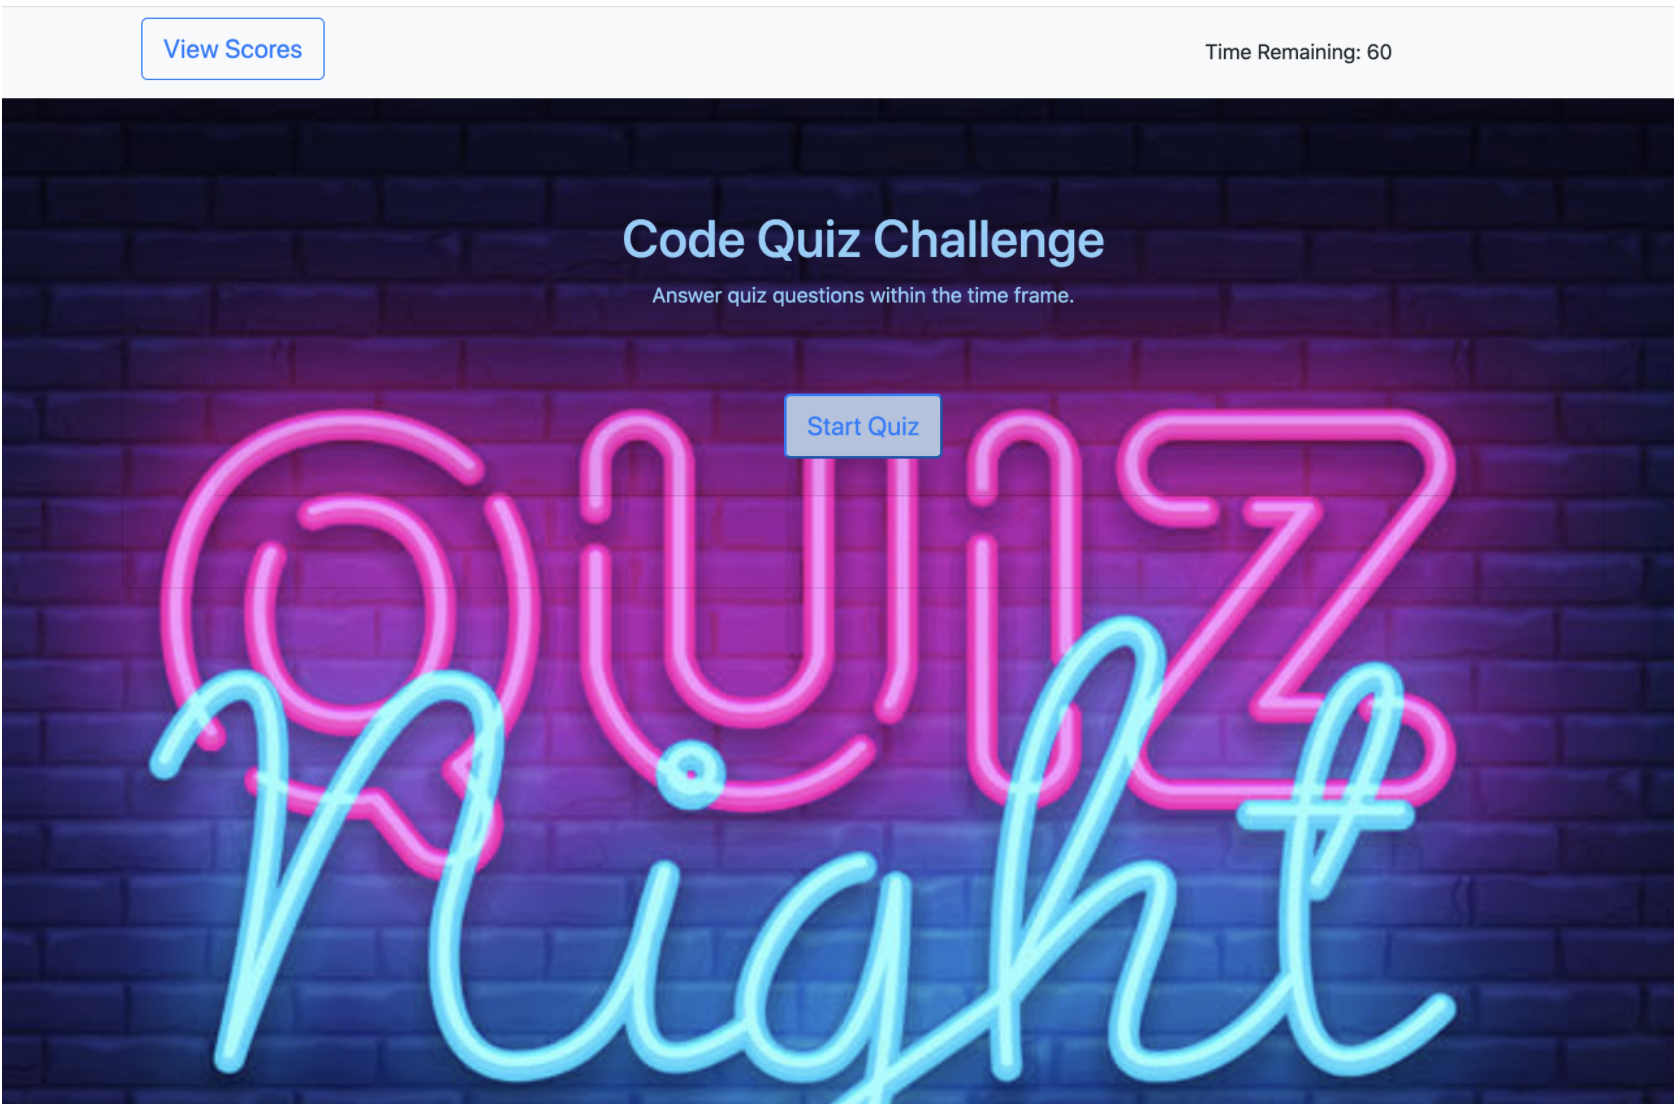 View Scores
Time Remaining: 60
Code Quiz Challenge
Answer quiz questions within the time frame.
Start Quiz
QUIZ
Night